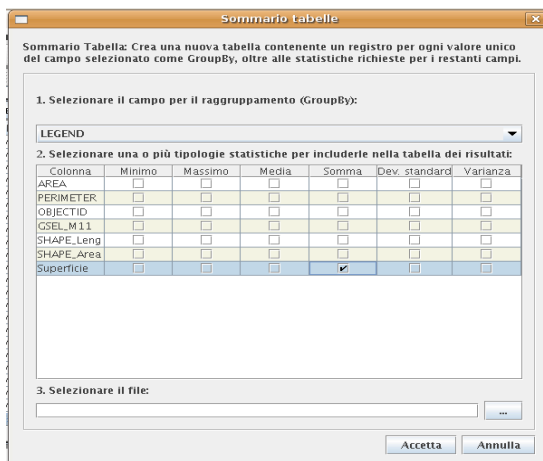 Sommario tabelle
Sommario Tabella: Crea una nuova tabella contenente un registro per ogni valore unico
del campo selezionato come GroupBy, oltre alle statistiche richieste per i restanti campi.
1. Selezionare il campo per il raggruppamento (GroupBy):
LEGEND
2. Selezionare una o più tipologie statistiche per includerle nella tabella dei risultati:
Colonna Minimo Massimo Media Somma Dev. standard Varianza
AREA
PERIMETER
OBJECTID
GSEL_M11
SHAPE_Leng
SHAPE_Area
Superficie
3. Selezionare il file:
...
Accetta Annulla